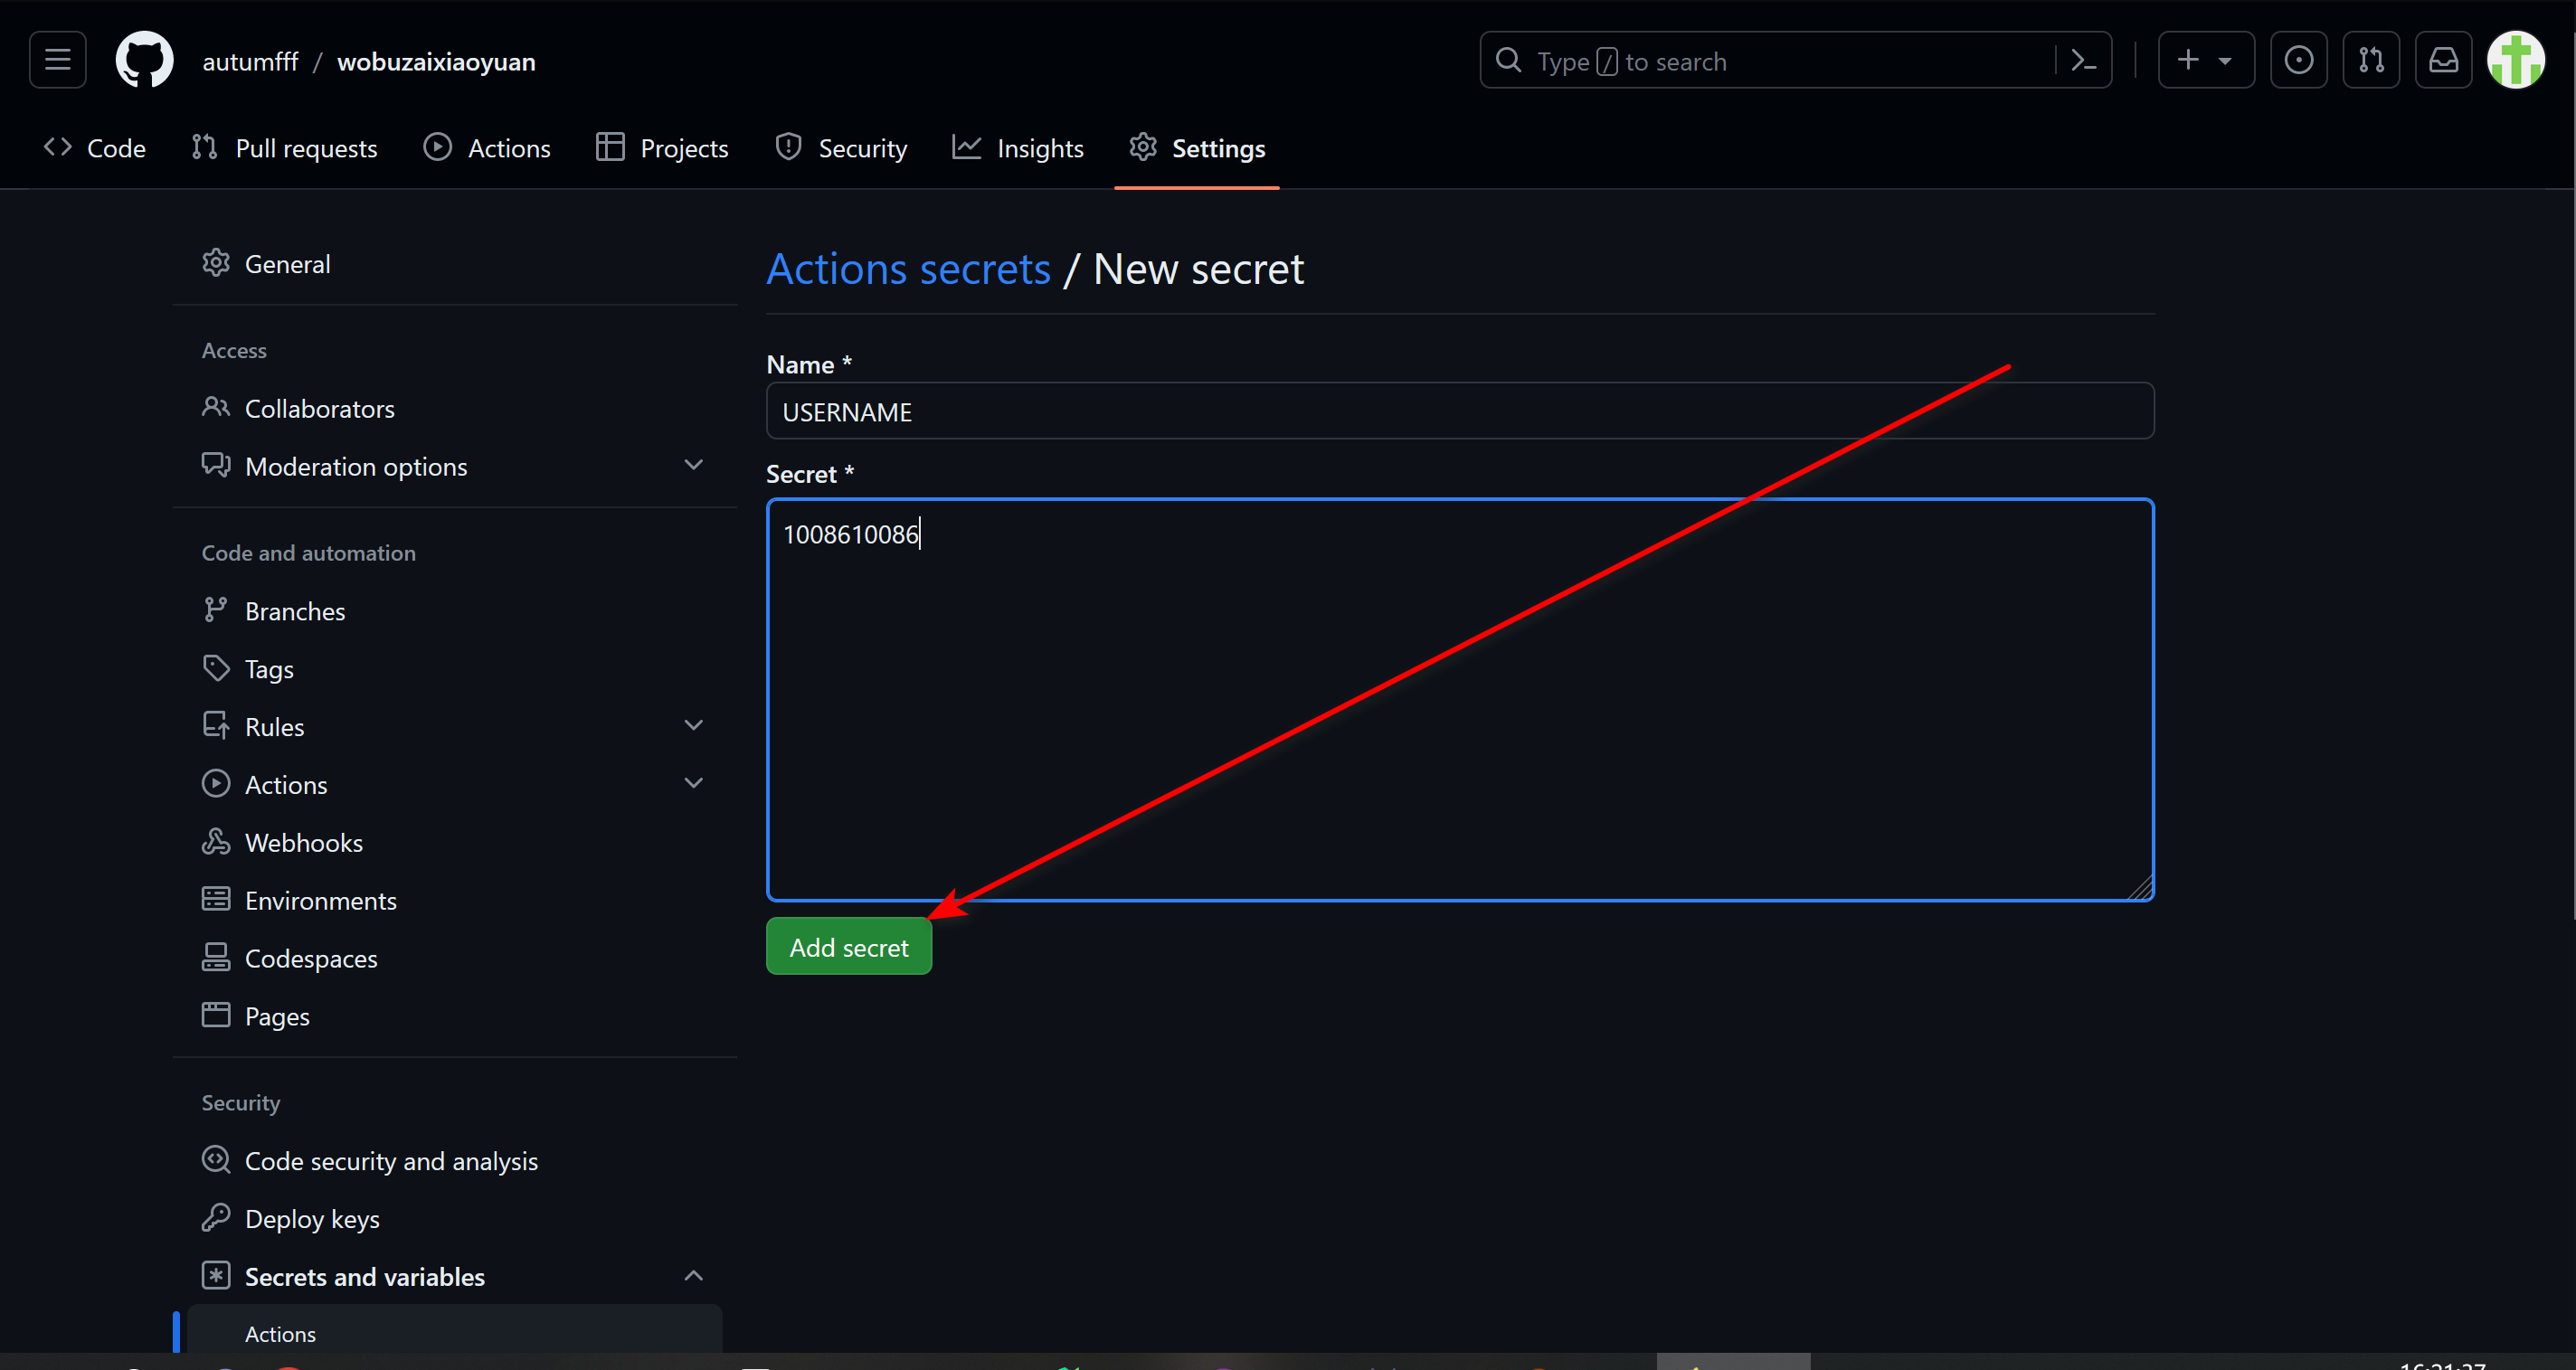 autumfff / wobuzaixiaoyuan
Type / to search
Code
Pull requests
Actions
Projects
Security
Insights
Settings
General
Access
Collaborators
Moderation options
Code and automation
Branches
Tags
Rules
Actions
Webhooks
Environments
Codespaces
Pages
Security
Code security and analysis
Deploy keys
Secrets and variables
Actions
Actions secrets / New secret
Name *
USERNAME
Secret *
1008610086
Add secret